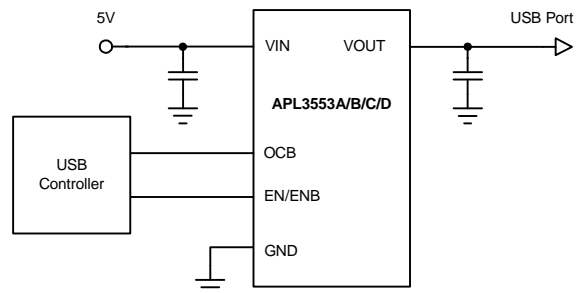 5V
USB Port
VIN
VOUT
APL3553A/B/C/D
OCB
USB
Controller
EN/ENB
GND